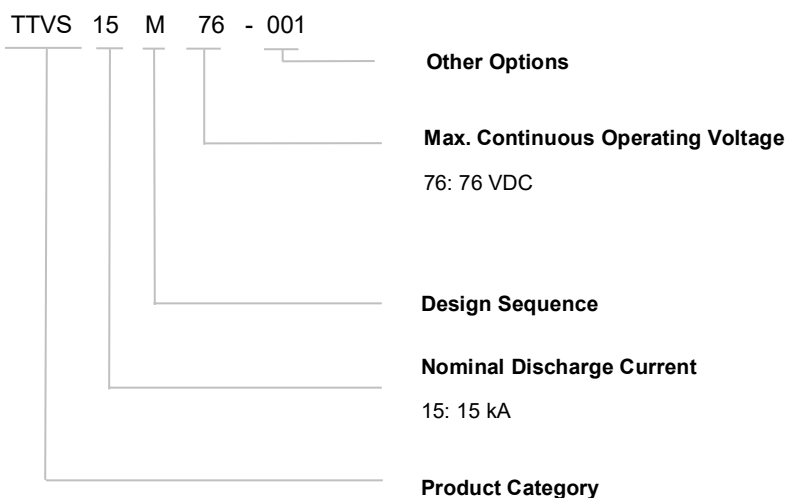 TTVS 15 M 76 - 001
Other Options
Max. Continuous Operating Voltage
76: 76 VDC
Design Sequence
Nominal Discharge Current
15: 15 kA
Product Category